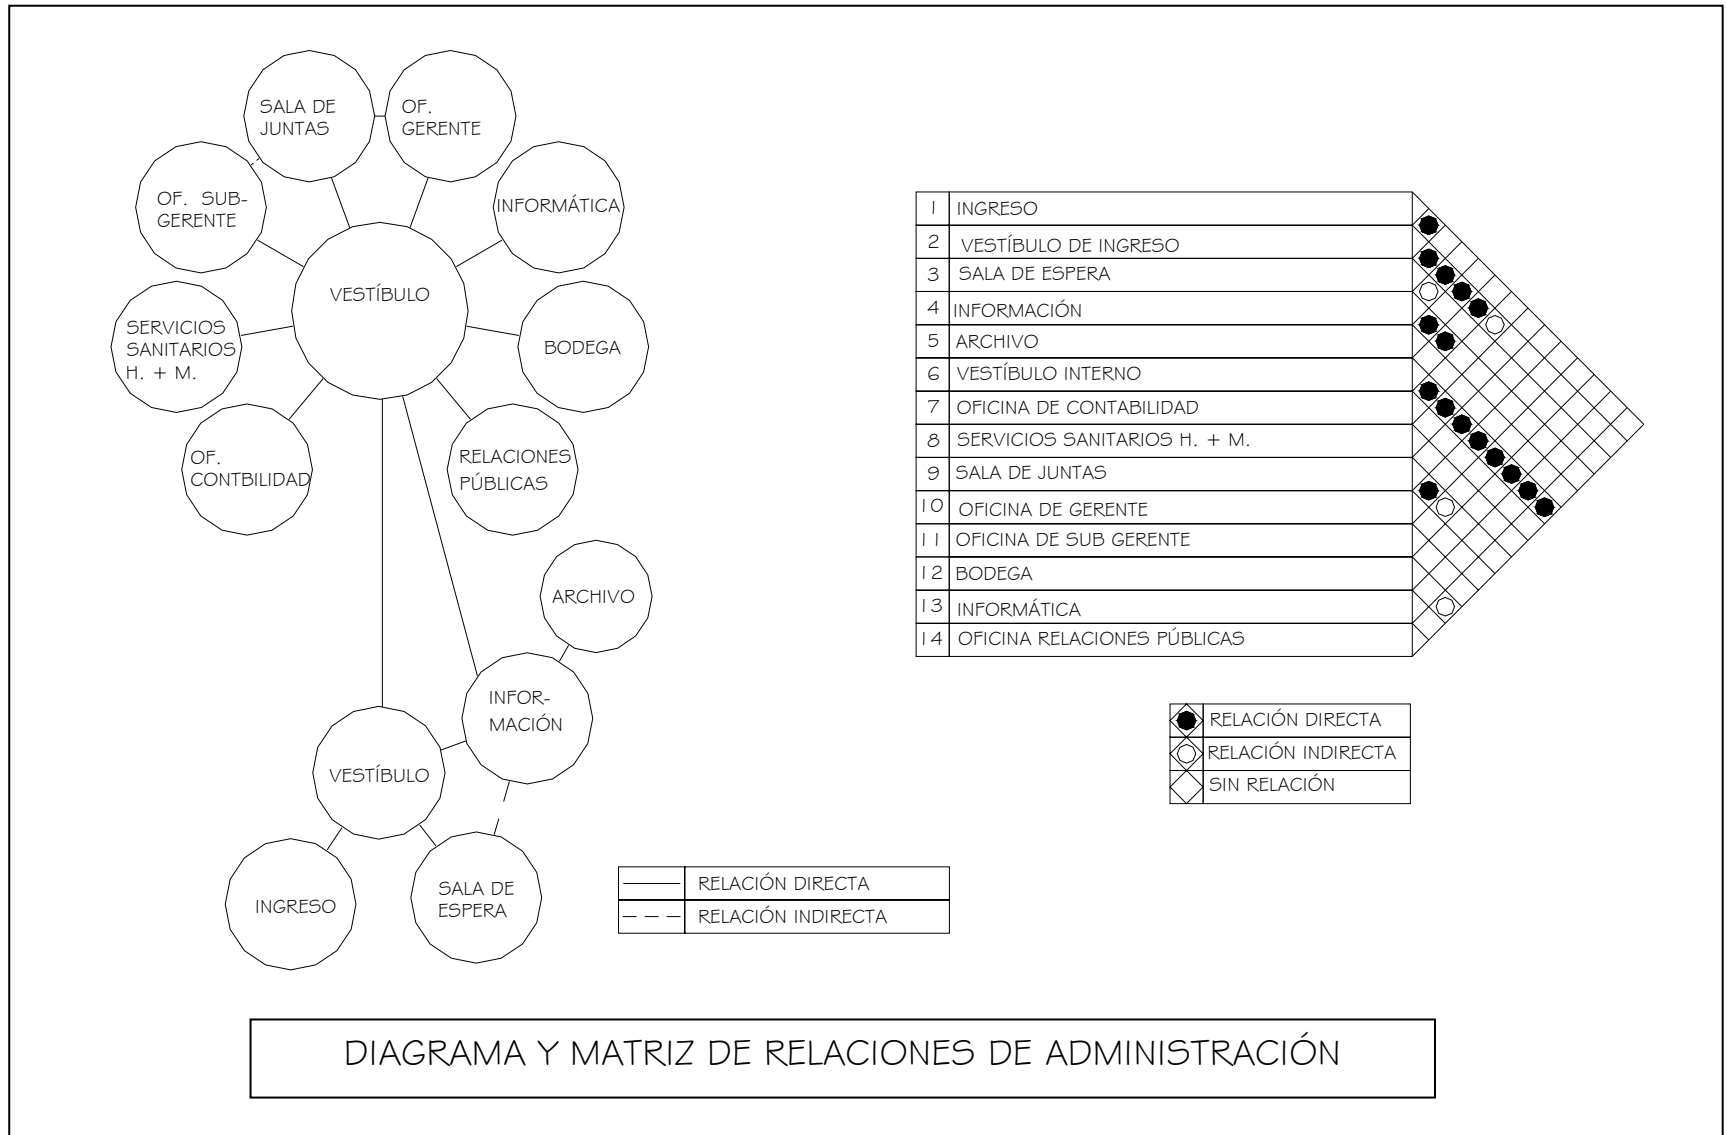 SALA DE
JUNTAS
OF.
GERENTE
OF. SUB-
GERENTE
INFORMÁTICA
VESTÍBULO
SERVICIOS
SANITARIOS
H. + M.
BODEGA
OF.
CONTBILIDAD
RELACIONES
PÚBLICAS
ARCHIVO
INFOR-
MACIÓN
VESTÍBULO
INGRESO
SALA DE
ESPERA
RELACIÓN DIRECTA
RELACIÓN INDIRECTA
1 INGRESO
2 VESTÍBULO DE INGRESO
3 SALA DE ESPERA
4 INFORMACIÓN
5 ARCHIVO
6 VESTÍBULO INTERNO
7 OFICINA DE CONTABILIDAD
8 SERVICIOS SANITARIOS H. + M.
9 SALA DE JUNTAS
10 OFICINA DE GERENTE
11 OFICINA DE SUB GERENTE
12 BODEGA
13 INFORMÁTICA
14 OFICINA RELACIONES PÚBLICAS
RELACIÓN DIRECTA
RELACIÓN INDIRECTA
SIN RELACIÓN
DIAGRAMA Y MATRIZ DE RELACIONES DE ADMINISTRACIÓN